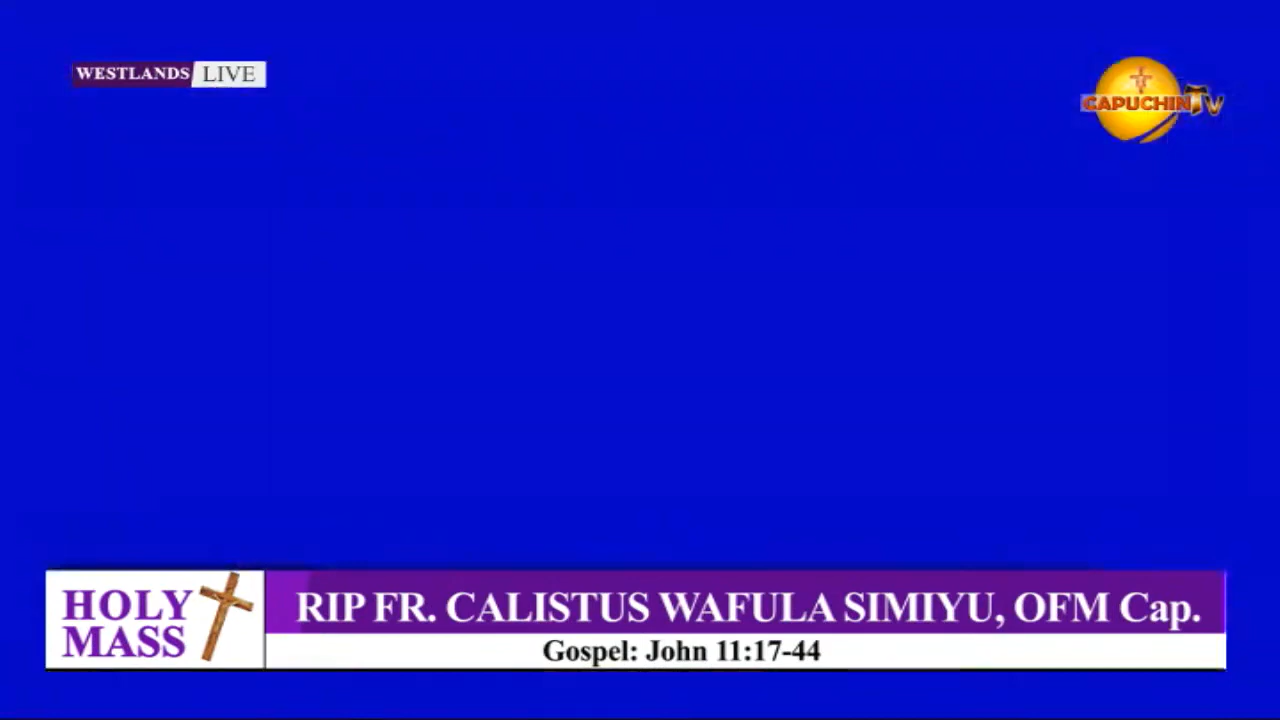 WESTLANDS LIVE
CAPUCHIN TV
HOLY
MASS
RIP FR. CALISTUS WAFULA SIMIYU, OFM Cap.
Gospel: John 11:17-44